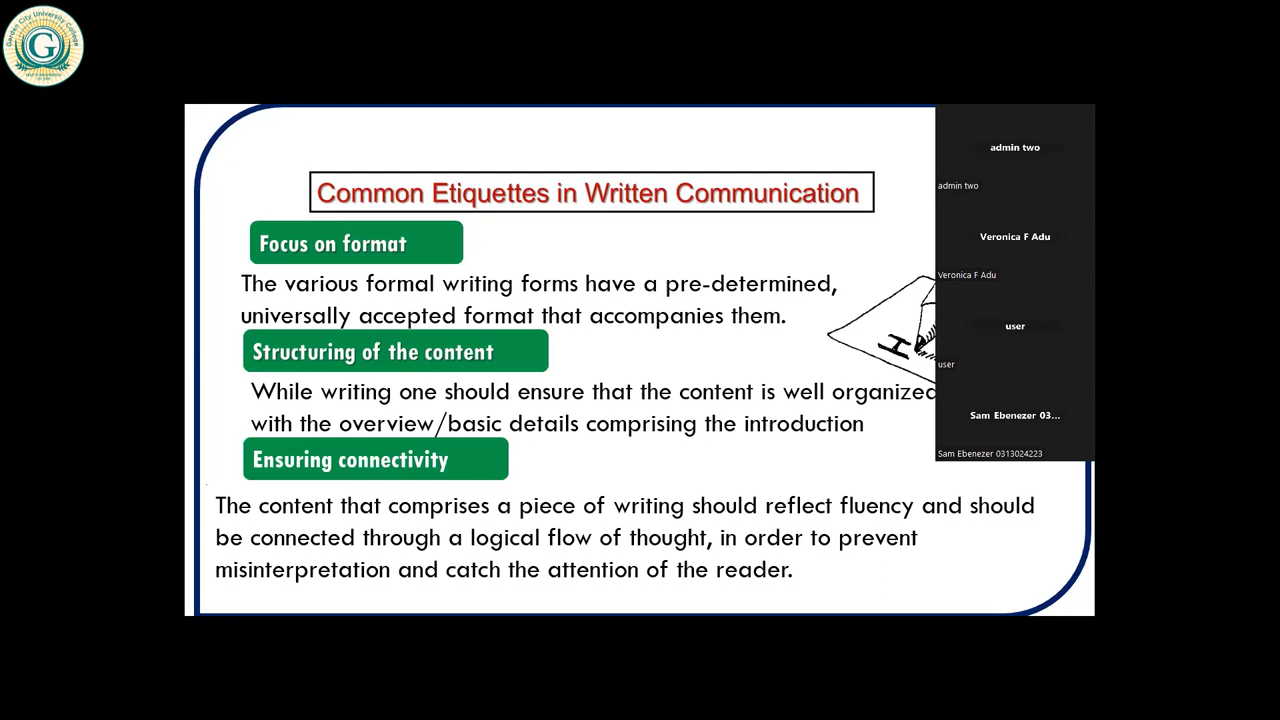 Garden City University College
G
Common Etiquettes in Written Communication
Focus on format
The various formal writing forms have a pre-determined,
universally accepted format that accompanies them.
Structuring of the content
While writing one should ensure that the content is well organized
with the overview/basic details comprising the introduction
Ensuring connectivity
The content that comprises a piece of writing should reflect fluency and should
be connected through a logical flow of thought, in order to prevent
misinterpretation and catch the attention of the reader.
H
admin two
admin two
Veronica F Adu
Veronica F Adu
user
user
Sam Ebenezer 03...
Sam Ebenezer 0313024223